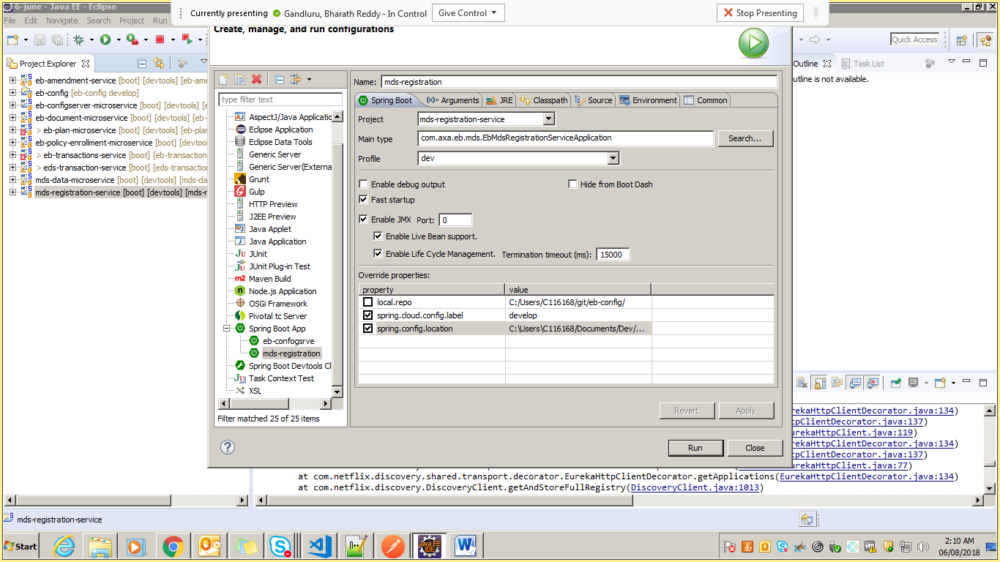 6-june - Java EE - Eclipse
Currently presenting Gandluru, Bharath Reddy - In Control Give Control Stop Presenting
File Edit Navigate Search Project Run
Create, manage, and run configurations
Quick Access
Project Explorer
Outline Task List
outline is not available.
eb-amendment-service [boot] [devtools] [eb-ame
eb-config [eb-config develop]
eb-configserver-microservice [boot] [devtools]
eb-document-microservice [boot] [devtools] [eb-
> eb-plan-microservice [boot] [devtools] [eb-pla
eb-policy-enrollment-microservice [boot] [devtoo
> eb-transactions-service [boot] [eb-transaction
> eds-transaction-service [boot] [eds-transactio
mds-data-microservice [boot] [devtools] [mds-da
mds-registration-service [boot] [devtools] [mds-r
type filter text
AspectJ/Java Applicatio
Eclipse Application
Eclipse Data Tools
Generic Server
Generic Server(Externa
Grunt
Gulp
HTTP Preview
J2EE Preview
Java Applet
Java Application
JUnit
JUnit Plug-in Test
Maven Build
Node.js Application
OSGi Framework
Pivotal tc Server
Spring Boot App
eb-confogsrve
mds-registration
Spring Boot Devtools Cl
Task Context Test
XSL
Filter matched 25 of 25 items
Name: mds-registration
Spring Boot Arguments JRE Classpath Source Environment Common
Project mds-registration-service
Main type com.axa.eb.mds.EbMdsRegistrationServiceApplication Search...
Profile dev
Enable debug output Hide from Boot Dash
Fast startup
Enable JMX Port: 0
Enable Live Bean support.
Enable Life Cycle Management. Termination timeout (ms): 15000
Override properties:
property value
local.repo C:/Users/C116168/git/eb-config/
spring.cloud.config.label develop
spring.config.location C:\Users\C116168/Documents/Dev/...
Revert Apply
Run Close
urekaHttpClientDecorator.java:134)
tpClientDecorator.java:137)
EurekaHttpClient.java:119)
urekaHttpClientDecorator.java:134)
tpClientDecorator.java:137)
EurekaHttpClient.java:77)
at com.netflix.discovery.shared.transport.decorator.EurekaHttpClientDecorator.getApplications(EurekaHttpClientDecorator.java:134)
at com.netflix.discovery.DiscoveryClient.getAndStoreFullRegistry(DiscoveryClient.java:1013)
mds-registration-service
Start
2:10 AM
06/08/2018